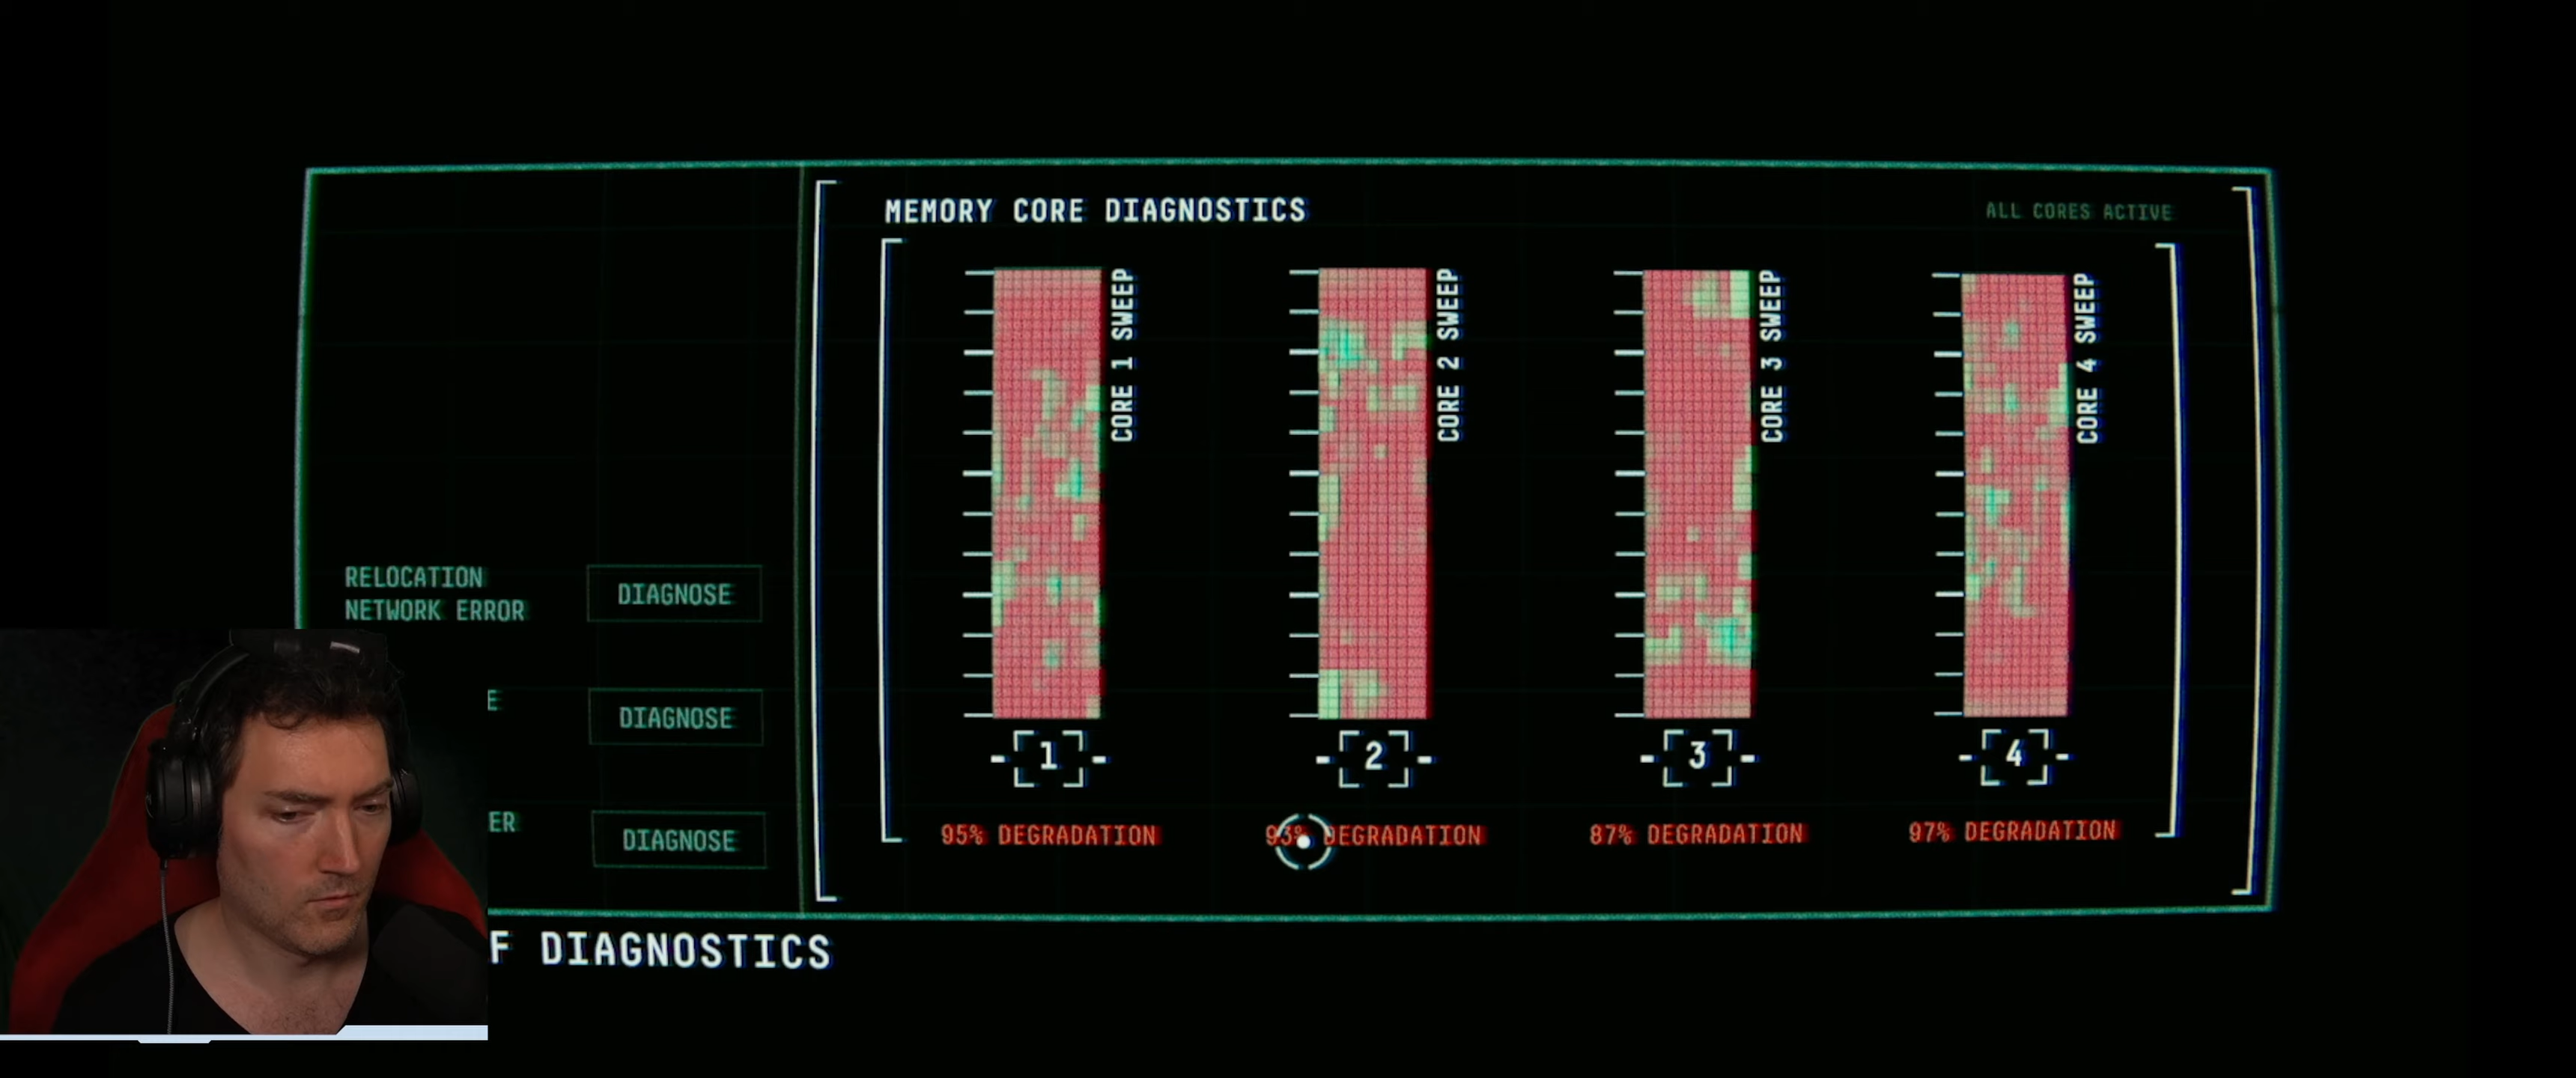 MEMORY CORE DIAGNOSTICS
ALL CORES ACTIVE
CORE 1 SWEEP
CORE 2 SWEEP
CORE 3 SWEEP
CORE 4 SWEEP
RELOCATION
NETWORK ERROR
DIAGNOSE
DIAGNOSE
DIAGNOSE
1
2
3
4
95% DEGRADATION
93% DEGRADATION
87% DEGRADATION
97% DEGRADATION
DIAGNOSTICS